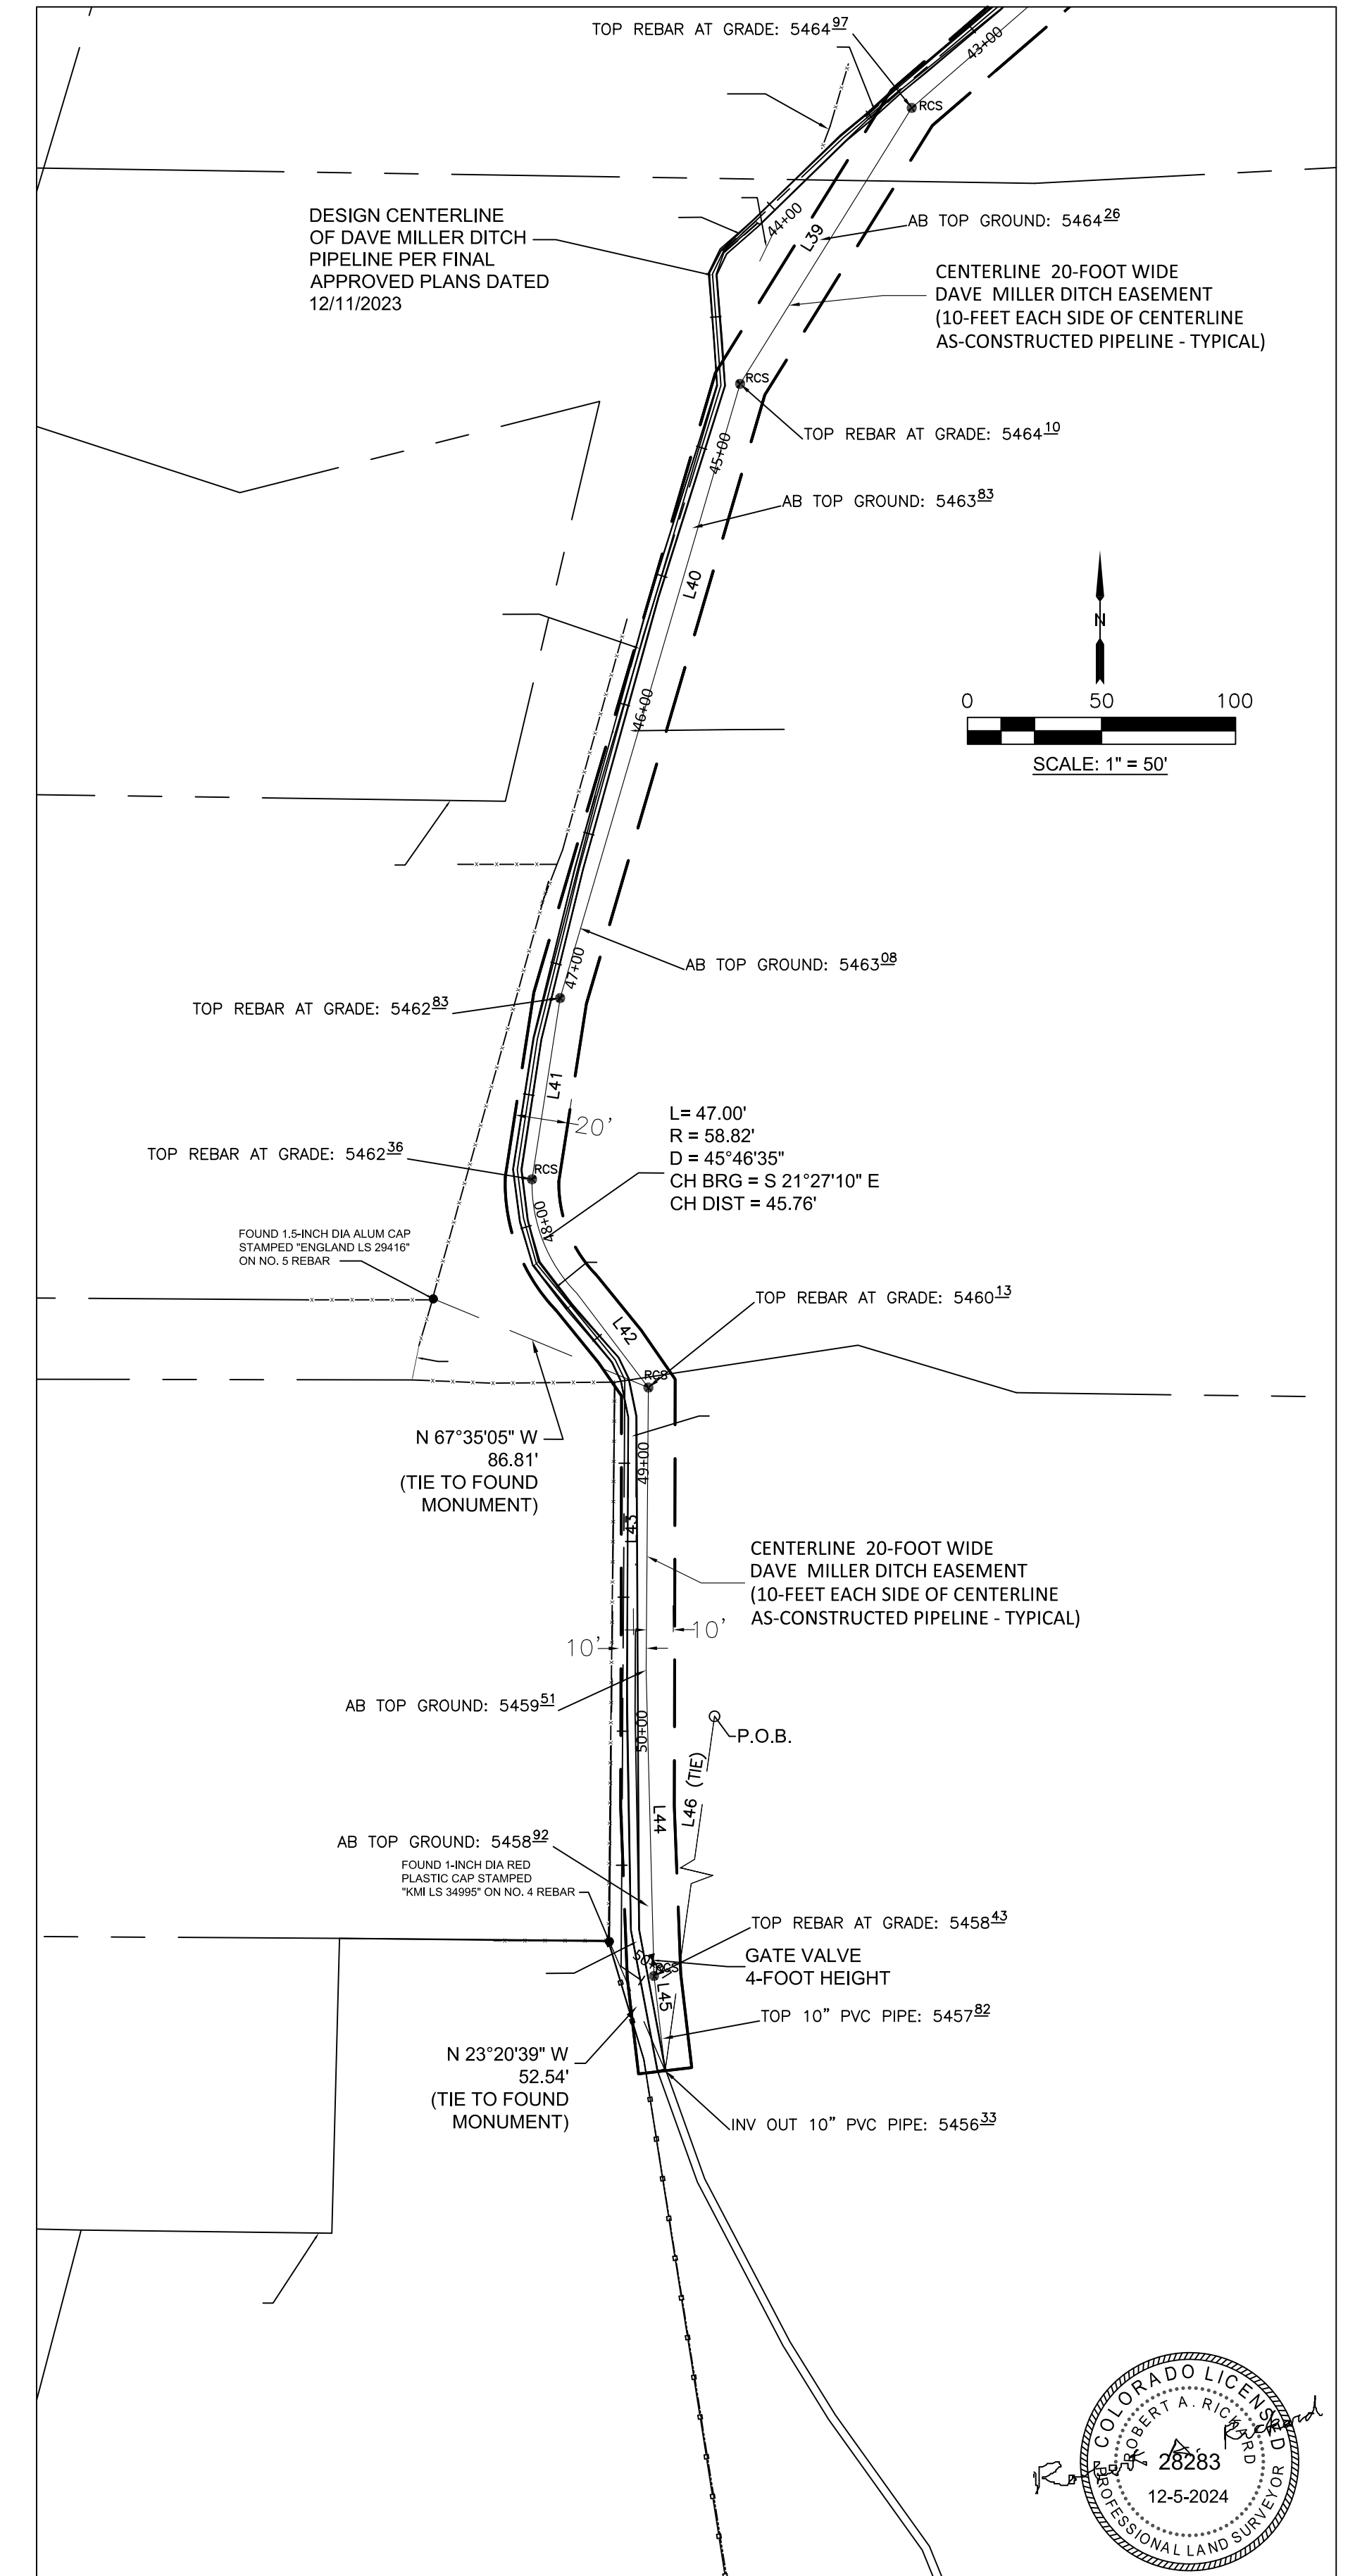 TOP REBAR AT GRADE: 5464 97
43+00
RCS
DESIGN CENTERLINE
OF DAVE MILLER DITCH
PIPELINE PER FINAL
APPROVED PLANS DATED
12/11/2023
44+00
L39
AB TOP GROUND: 5464 26
CENTERLINE 20-FOOT WIDE
DAVE MILLER DITCH EASEMENT
(10-FEET EACH SIDE OF CENTERLINE
AS-CONSTRUCTED PIPELINE - TYPICAL)
RCS
TOP REBAR AT GRADE: 5464 10
45+00
AB TOP GROUND: 5463 83
L40
N
0 50 100
SCALE: 1" = 50'
46+00
AB TOP GROUND: 5463 08
47+00
TOP REBAR AT GRADE: 5462 83
L41
20'
L= 47.00'
R = 58.82'
D = 45°46'35"
CH BRG = S 21°27'10" E
CH DIST = 45.76'
TOP REBAR AT GRADE: 5462 36
RCS
48+00
FOUND 1.5-INCH DIA ALUM CAP
STAMPED "ENGLAND LS 29416"
ON NO. 5 REBAR
TOP REBAR AT GRADE: 5460 13
L42
RCS
N 67°35'05" W
86.81'
(TIE TO FOUND
MONUMENT)
49+00
L43
CENTERLINE 20-FOOT WIDE
DAVE MILLER DITCH EASEMENT
(10-FEET EACH SIDE OF CENTERLINE
AS-CONSTRUCTED PIPELINE - TYPICAL)
10'
10'
AB TOP GROUND: 5459 51
50+00
P.O.B.
L46 (TIE)
L44
AB TOP GROUND: 5458 92
FOUND 1-INCH DIA RED
PLASTIC CAP STAMPED
"KMI LS 34995" ON NO. 4 REBAR
TOP REBAR AT GRADE: 5458 43
GATE VALVE
4-FOOT HEIGHT
RCS
L45
TOP 10" PVC PIPE: 5457 82
N 23°20'39" W
52.54'
(TIE TO FOUND
MONUMENT)
INV OUT 10" PVC PIPE: 5456 33
COLORADO LICENSED
ROBERT A. RICKARD
28283
12-5-2024
PROFESSIONAL LAND SURVEYOR